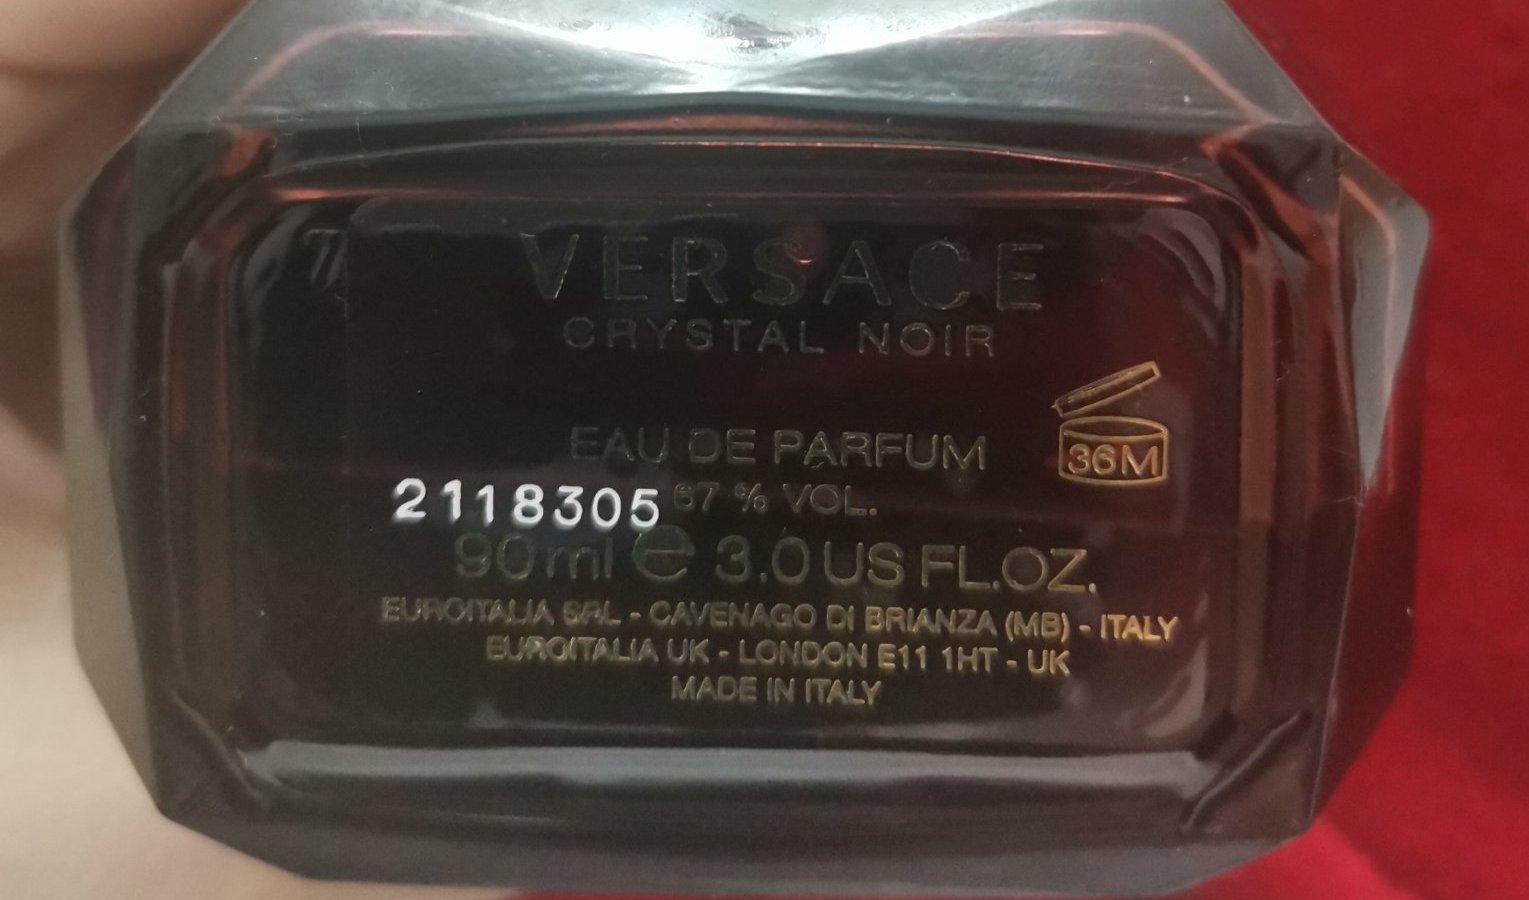 VERSACE
CRYSTAL NOIR
EAU DE PARFUM
36M
2118305 67 % VOL.
90ml e 3.0 US FL.OZ.
EUROITALIA SRL - CAVENAGO DI BRIANZA (MB) - ITALY
EUROITALIA UK - LONDON E11 1HT - UK
MADE IN ITALY